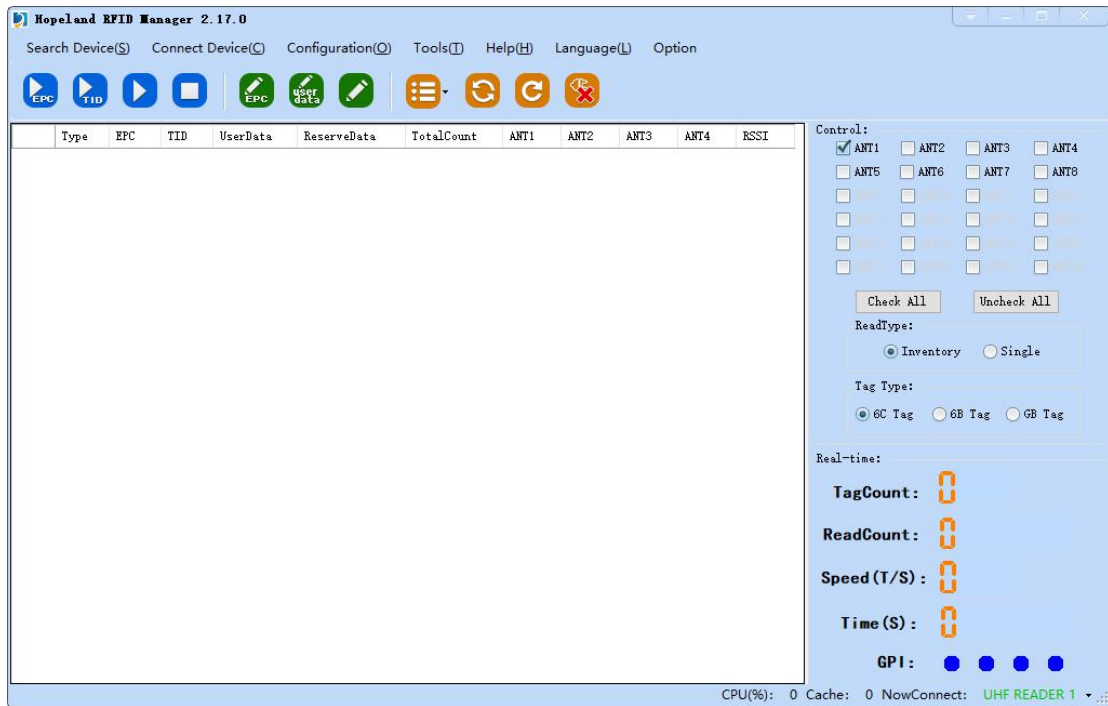 Hopeland RFID Manager 2.17.0
Search Device(S) Connect Device(C) Configuration(O) Tools(T) Help(H) Language(L) Option
EPC TID EPC user data
Type EPC TID UserData ReserveData TotalCount ANT1 ANT2 ANT3 ANT4 RSSI
Control:
ANT1 ANT2 ANT3 ANT4
ANT5 ANT6 ANT7 ANT8
Check All Uncheck All
ReadType:
Inventory Single
Tag Type:
6C Tag 6B Tag GB Tag
Real-time:
TagCount: 0
ReadCount: 0
Speed(T/S): 0
Time(S): 0
GPI:
CPU(%): 0 Cache: 0 NowConnect: UHF READER 1